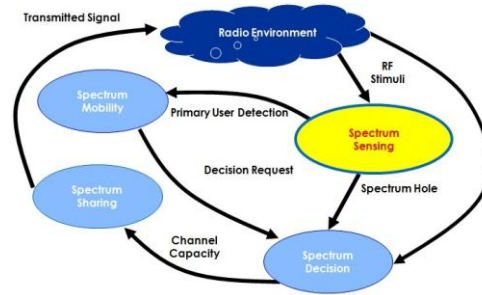 Transmitted Signal
Radio Environment
RF
Stimuli
Spectrum
Mobility
Primary User Detection
Spectrum
Sensing
Decision Request
Spectrum Hole
Spectrum
Sharing
Channel
Capacity
Spectrum
Decision